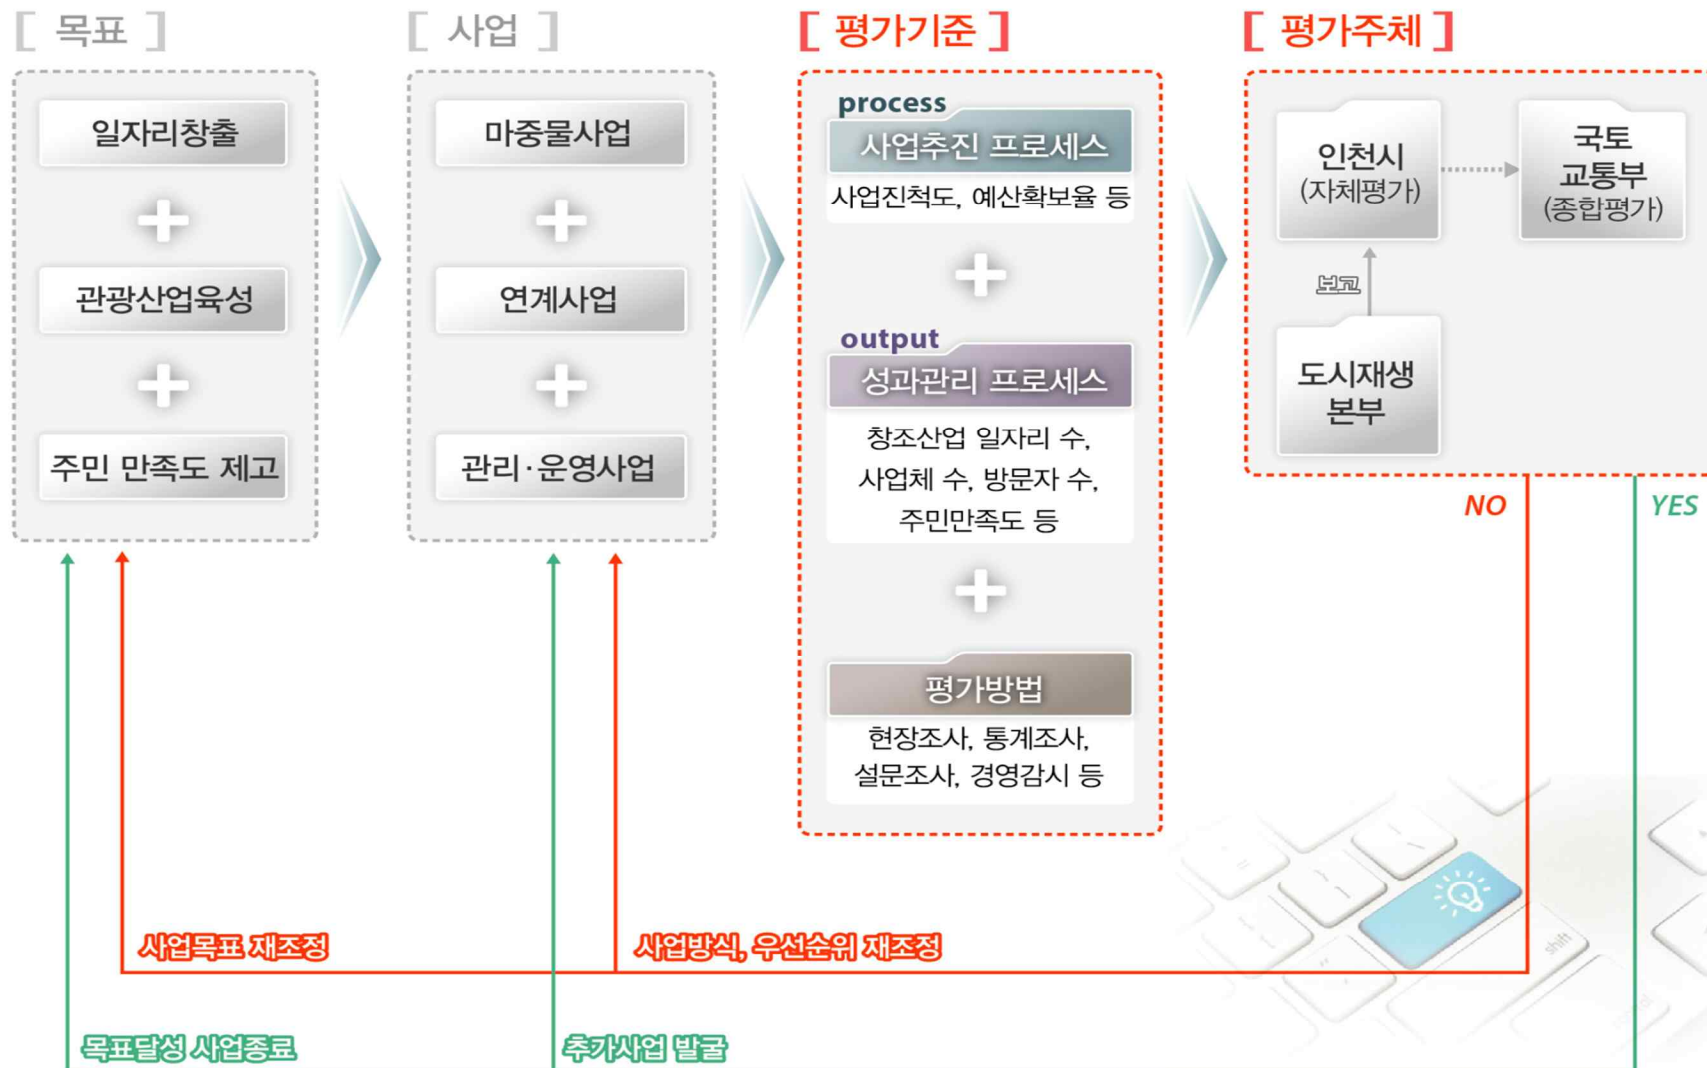 [ 목표 ]
일자리창출
관광산업육성
주민 만족도 제고
[ 사업 ]
마중물사업
연계사업
관리·운영사업
[ 평가기준 ]
process
사업추진 프로세스
사업진척도, 예산확보율 등
output
성과관리 프로세스
창조산업 일자리 수,
사업체 수, 방문자 수,
주민만족도 등
평가방법
현장조사, 통계조사,
설문조사, 경영감시 등
[ 평가주체 ]
인천시
(자체평가)
국토
교통부
(종합평가)
보고
도시재생
본부
NO
YES
사업목표 재조정
사업방식, 우선순위 재조정
목표달성 사업종료
추가사업 발굴
shift